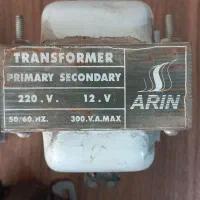 TRANSFORMER
PRIMARY SECONDARY
220.V. 12.V
50/60.HZ. 300.V.A.MAX
ARIN